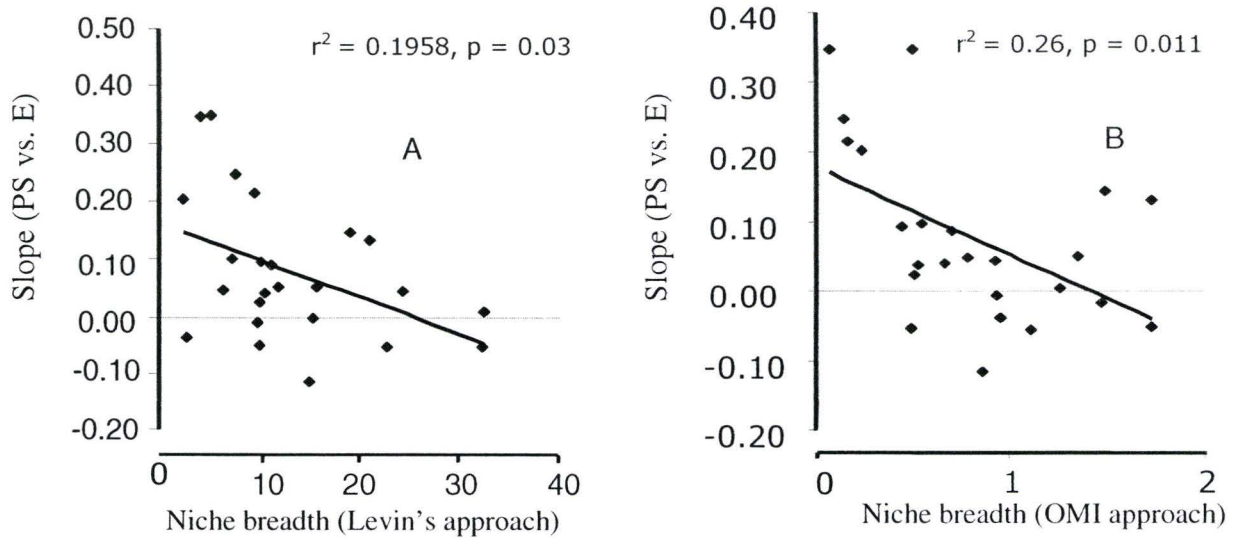 0.50
0.40
0.30
0.20
0.10
0.00
-0.10
-0.20
Slope (PS vs. E)
r² = 0.1958, p = 0.03
A
0 10 20 30 40
Niche breadth (Levin's approach)
0.40
0.30
0.20
0.10
0.00
-0.10
-0.20
Slope (PS vs. E)
r² = 0.26, p = 0.011
B
0 1 2
Niche breadth (OMI approach)